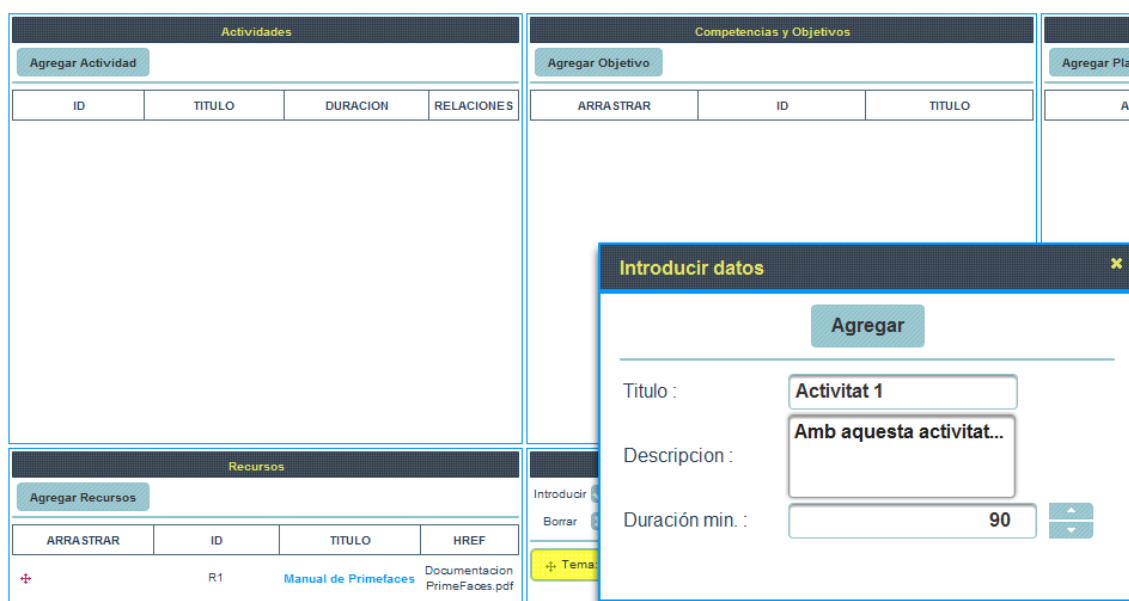 Actividades
Agregar Actividad
ID TITULO DURACION RELACIONES
Competencias y Objetivos
Agregar Objetivo
ARRASTRAR ID TITULO
Agregar Pla
A
Introducir datos
Agregar
Titulo : Activitat 1
Descripcion : Amb aquesta activitat...
Duración min. : 90
Recursos
Agregar Recursos
ARRASTRAR ID TITULO HREF
R1 Manual de Primefaces Documentacion
PrimeFaces.pdf
Introducir
Borrar
Tema: